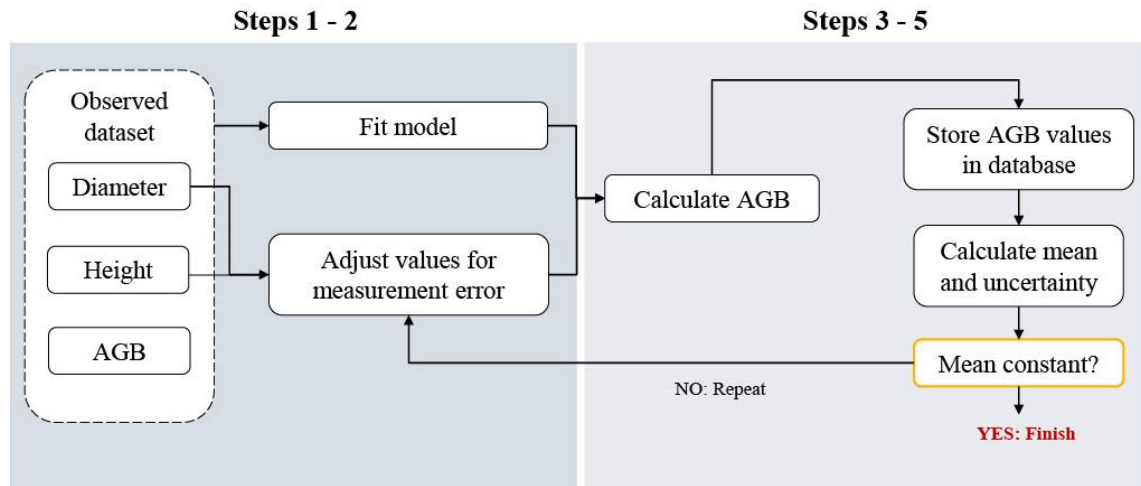 Steps 1 - 2
Steps 3 - 5
Observed
dataset
Diameter
Height
AGB
Fit model
Adjust values for
measurement error
Calculate AGB
Store AGB values
in database
Calculate mean
and uncertainty
Mean constant?
NO: Repeat
YES: Finish